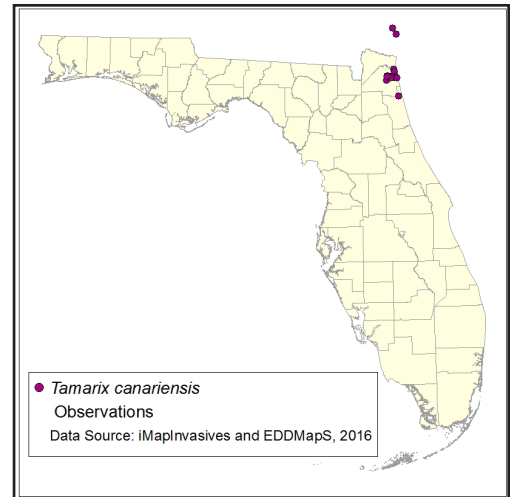 Tamarix canariensis
Observations
Data Source: iMapInvasives and EDDMapS, 2016